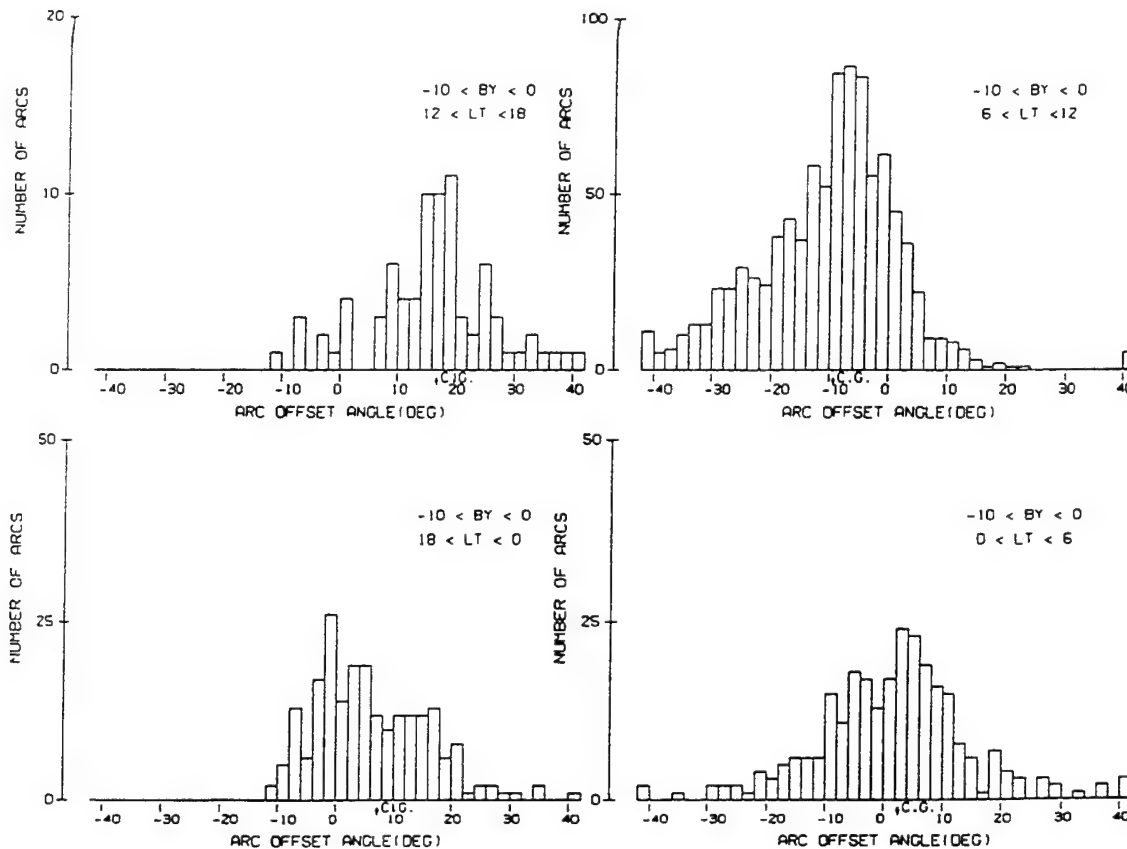 20
10
0
NUMBER OF ARCS
-10 < BY < 0
12 < LT <18
-40 -30 -20 -10 0 10 20 30 40
C.G.
ARC OFFSET ANGLE(DEG)
100
50
0
NUMBER OF ARCS
-10 < BY < 0
6 < LT <12
-40 -30 -20 -10 0 10 20 30 40
C.G.
ARC OFFSET ANGLE(DEG)
50
25
0
NUMBER OF ARCS
-10 < BY < 0
18 < LT < 0
-40 -30 -20 -10 0 10 20 30 40
C.G.
ARC OFFSET ANGLE(DEG)
50
25
0
NUMBER OF ARCS
-10 < BY < 0
0 < LT < 6
-40 -30 -20 -10 0 10 20 30 40
C.G.
ARC OFFSET ANGLE(DEG)